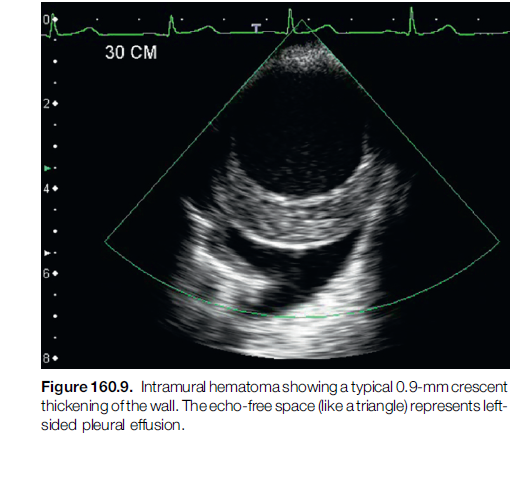 0
T
30 CM
2
4
6
8
Figure 160.9. Intramural hematoma showing a typical 0.9-mm crescent
thickening of the wall. The echo-free space (like a triangle) represents left-
sided pleural effusion.